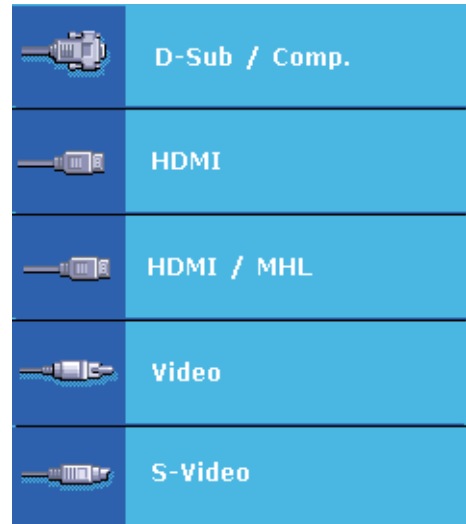 D-Sub / Comp.
HDMI
HDMI / MHL
Video
S-Video